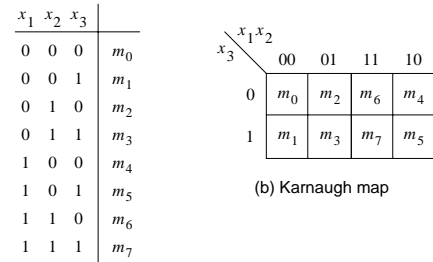 x1 x2 x3
0 0 0 m0
0 0 1 m1
0 1 0 m2
0 1 1 m3
1 0 0 m4
1 0 1 m5
1 1 0 m6
1 1 1 m7
x1x2
x3
00 01 11 10
0 m0 m2 m6 m4
1 m1 m3 m7 m5
(b) Karnaugh map